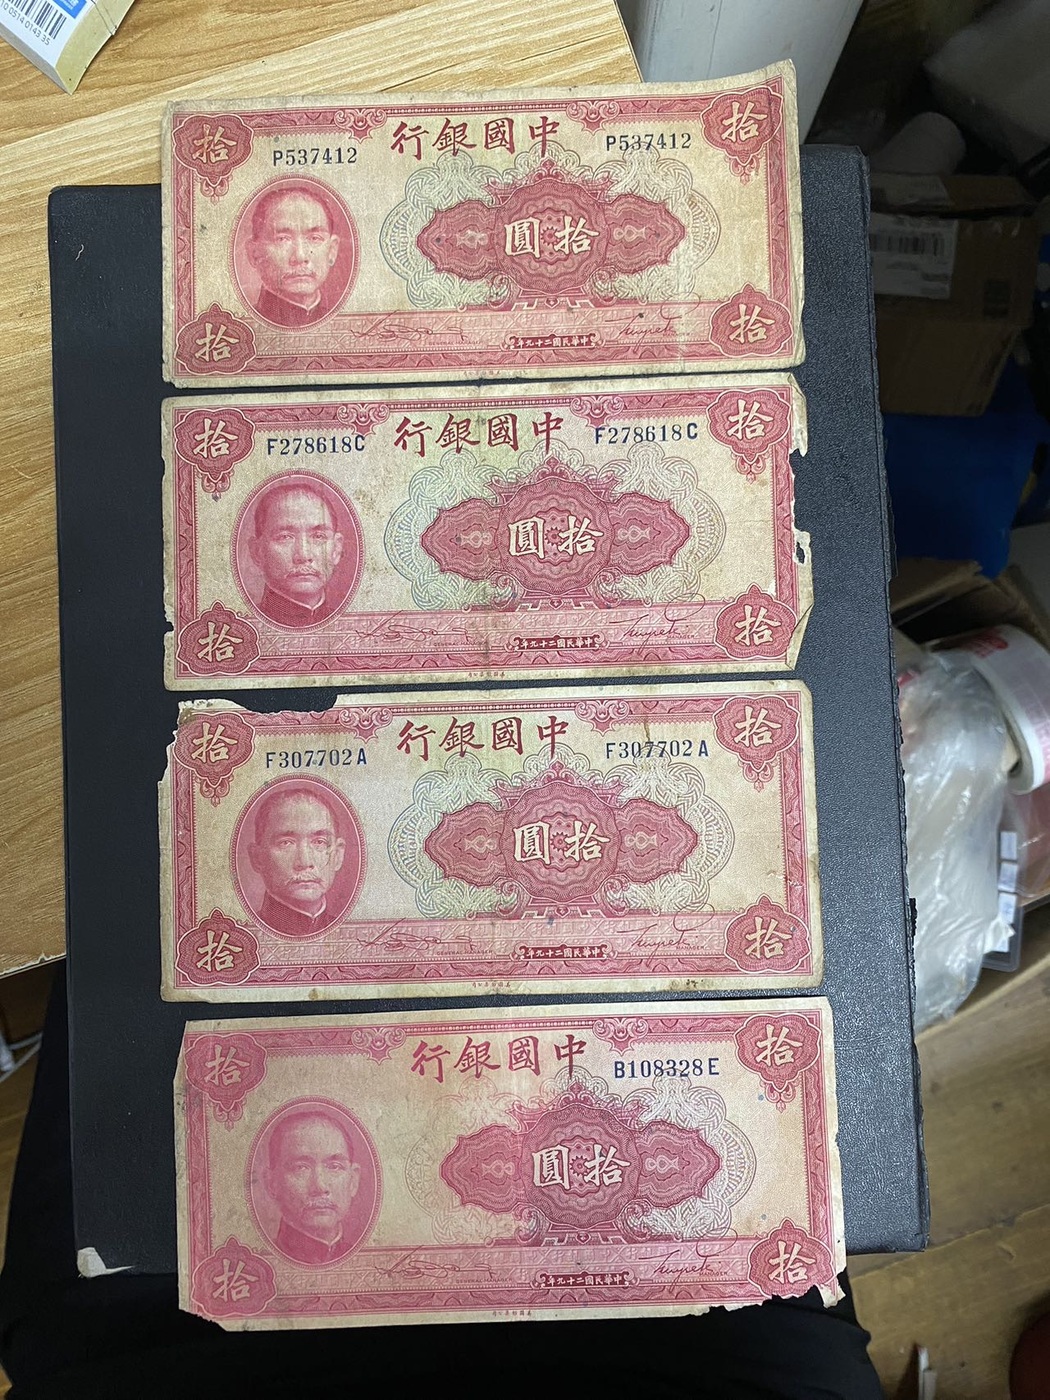 0514 0143 35
拾
拾
中國銀行
P537412
P537412
拾圓
拾
拾
中華民國二十九年
拾
拾
中國銀行
F278618C
F278618C
拾圓
拾
拾
中華民國二十九年
拾
拾
中國銀行
F307702A
F307702A
拾圓
拾
拾
中華民國二十九年
拾
拾
中國銀行
B108328E
拾圓
拾
拾
中華民國二十九年